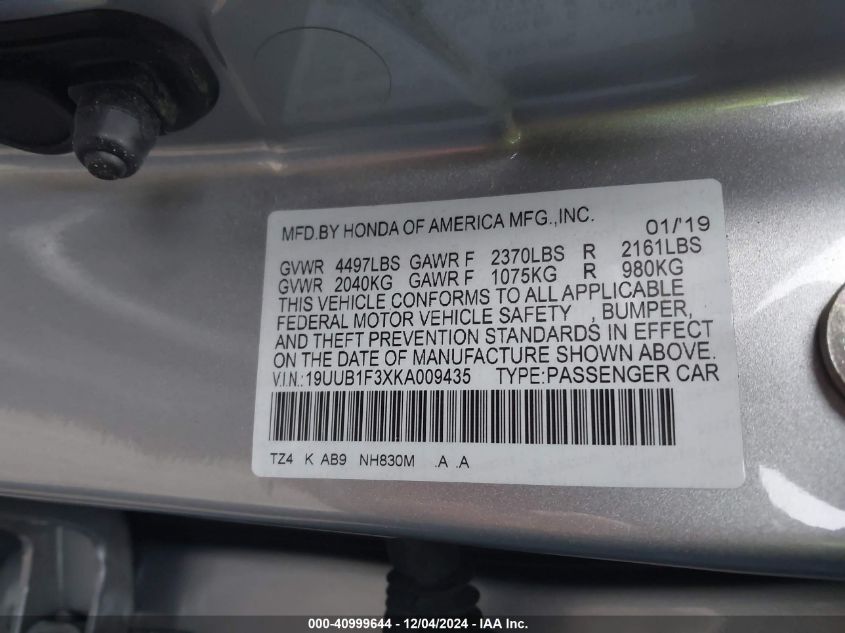 MFD.BY HONDA OF AMERICA MFG.,INC. 01/'19
GVWR 4497LBS GAWR F 2370LBS R 2161LBS
GVWR 2040KG GAWR F 1075KG R 980KG
THIS VEHICLE CONFORMS TO ALL APPLICABLE
FEDERAL MOTOR VEHICLE SAFETY , BUMPER,
AND THEFT PREVENTION STANDARDS IN EFFECT
ON THE DATE OF MANUFACTURE SHOWN ABOVE.
V.I.N.:19UUB1F3XKA009435 TYPE:PASSENGER CAR
TZ4 K AB9 NH830M .A .A
000-40999644 - 12/04/2024 - IAA Inc.